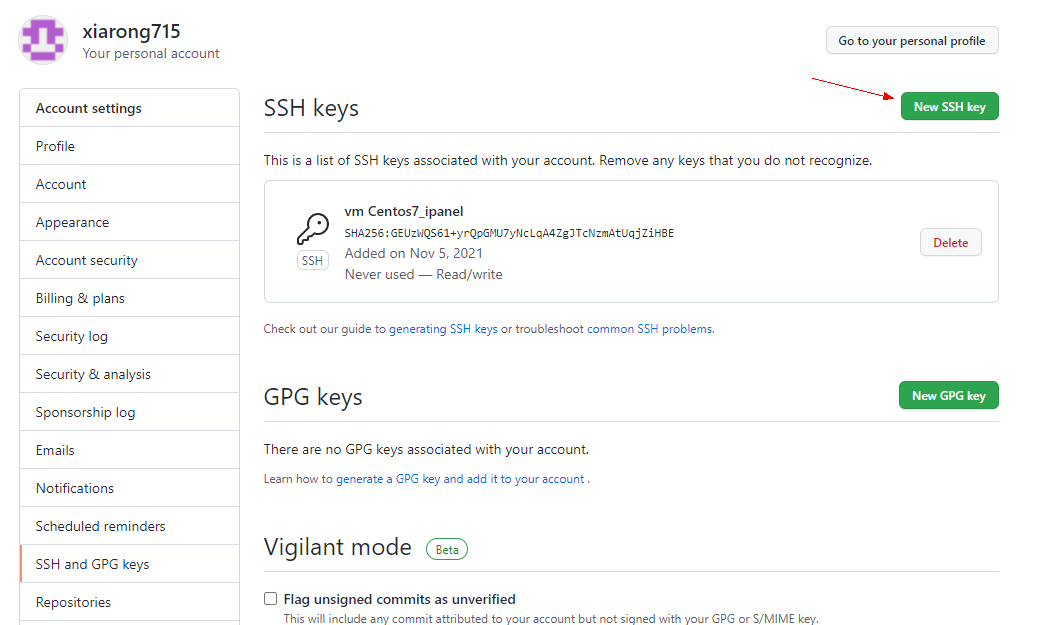 xiarong715
Your personal account
Go to your personal profile
Account settings
Profile
Account
Appearance
Account security
Billing & plans
Security log
Security & analysis
Sponsorship log
Emails
Notifications
Scheduled reminders
SSH and GPG keys
Repositories
SSH keys
New SSH key
This is a list of SSH keys associated with your account. Remove any keys that you do not recognize.
vm Centos7_ipanel
SHA256:GEUzWQS61+yrQpGMU7yNcLqA4ZgJTcNzmAtUqjZiHBE
SSH
Added on Nov 5, 2021
Never used — Read/write
Delete
Check out our guide to generating SSH keys or troubleshoot common SSH problems.
GPG keys
New GPG key
There are no GPG keys associated with your account.
Learn how to generate a GPG key and add it to your account .
Vigilant mode Beta
Flag unsigned commits as unverified
This will include any commit attributed to your account but not signed with your GPG or S/MIME key.